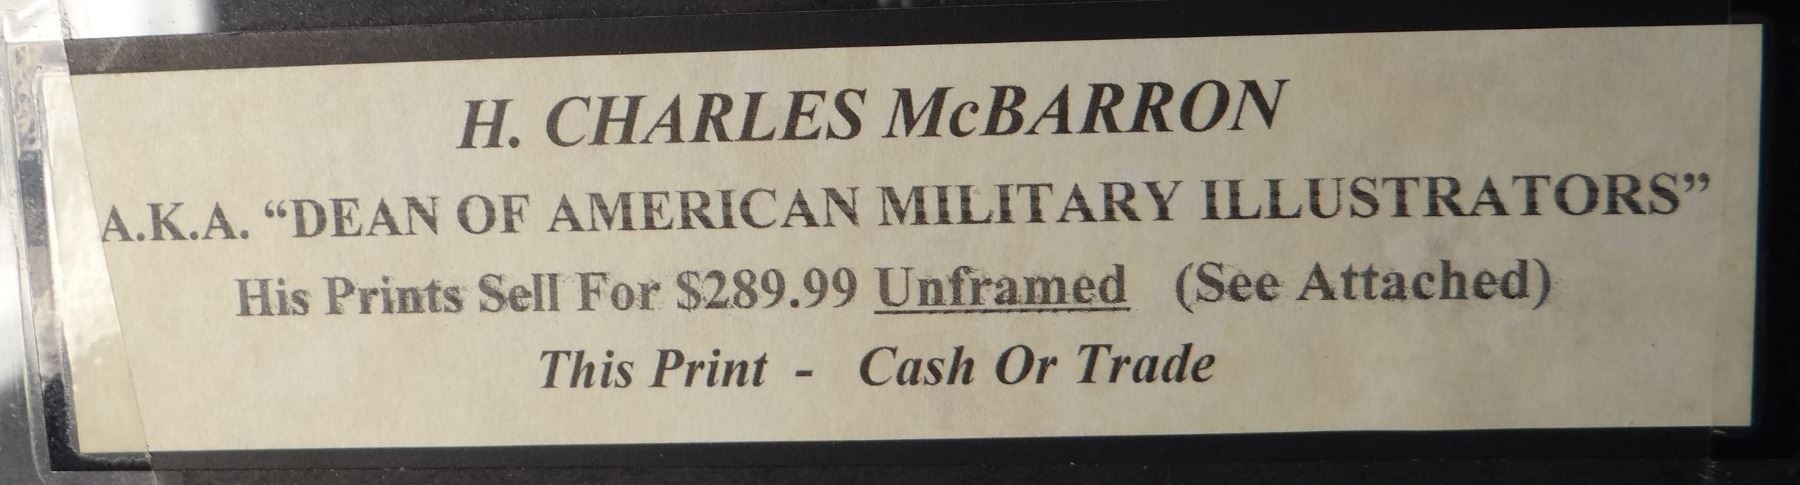 H. CHARLES McBARRON
A.K.A. “DEAN OF AMERICAN MILITARY ILLUSTRATORS”
His Prints Sell For $289.99 Unframed (See Attached)
This Print - Cash Or Trade